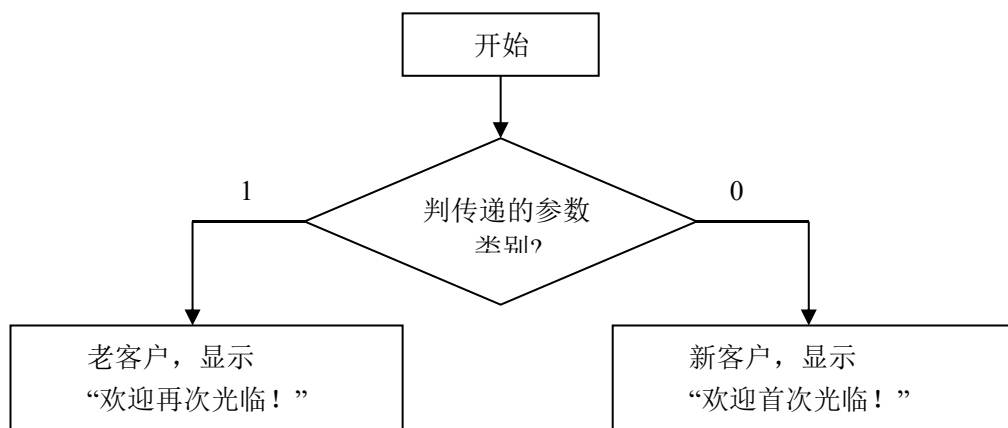 开始
1
0
判传递的参数
类别?
老客户，显示
“欢迎再次光临！”
新客户，显示
“欢迎首次光临！”